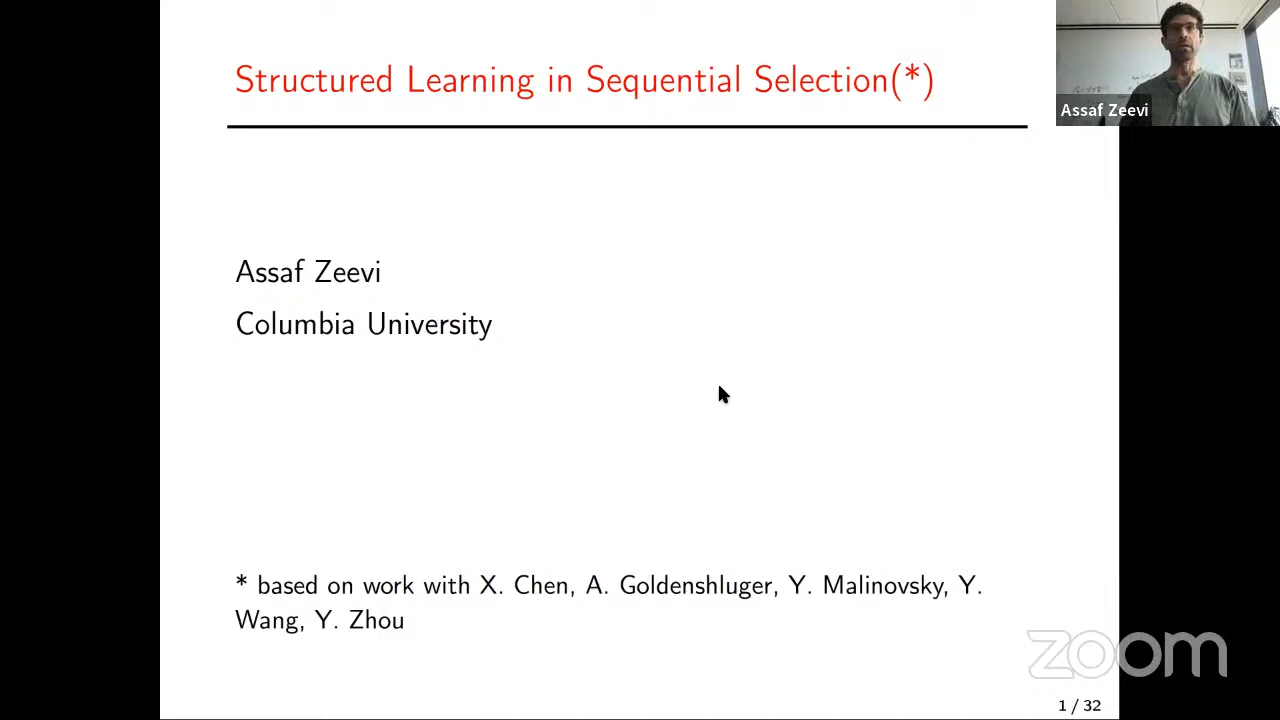 Structured Learning in Sequential Selection(*)
Assaf Zeevi
Assaf Zeevi
Columbia University
* based on work with X. Chen, A. Goldenshluger, Y. Malinovsky, Y.
Wang, Y. Zhou
zoom
1 / 32